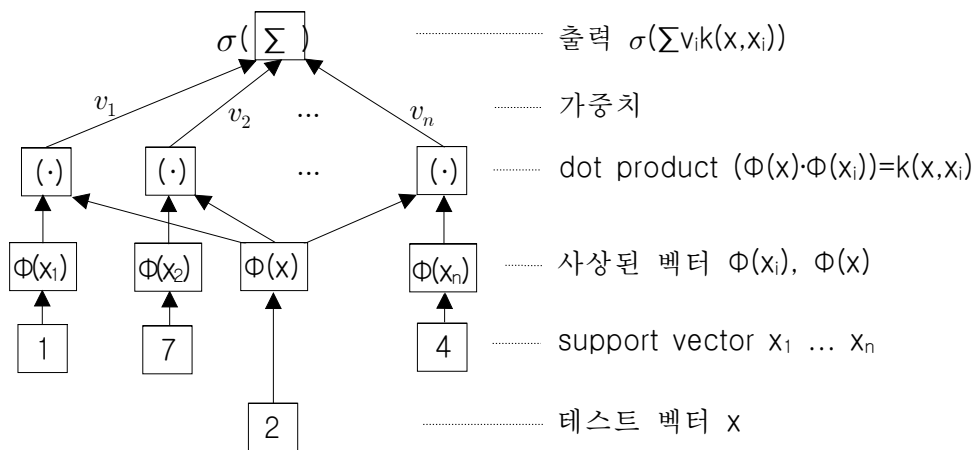 σ( ∑ ) 출력 σ(∑vᵢk(x,xᵢ))
v₁ v₂ ... vₙ 가중치
(·) (·) ... (·) dot product (Φ(x)·Φ(xᵢ))=k(x,xᵢ)
Φ(x₁) Φ(x₂) Φ(x) Φ(xₙ) 사상된 벡터 Φ(xᵢ), Φ(x)
1 7 4 support vector x₁ ... xₙ
2 테스트 벡터 x